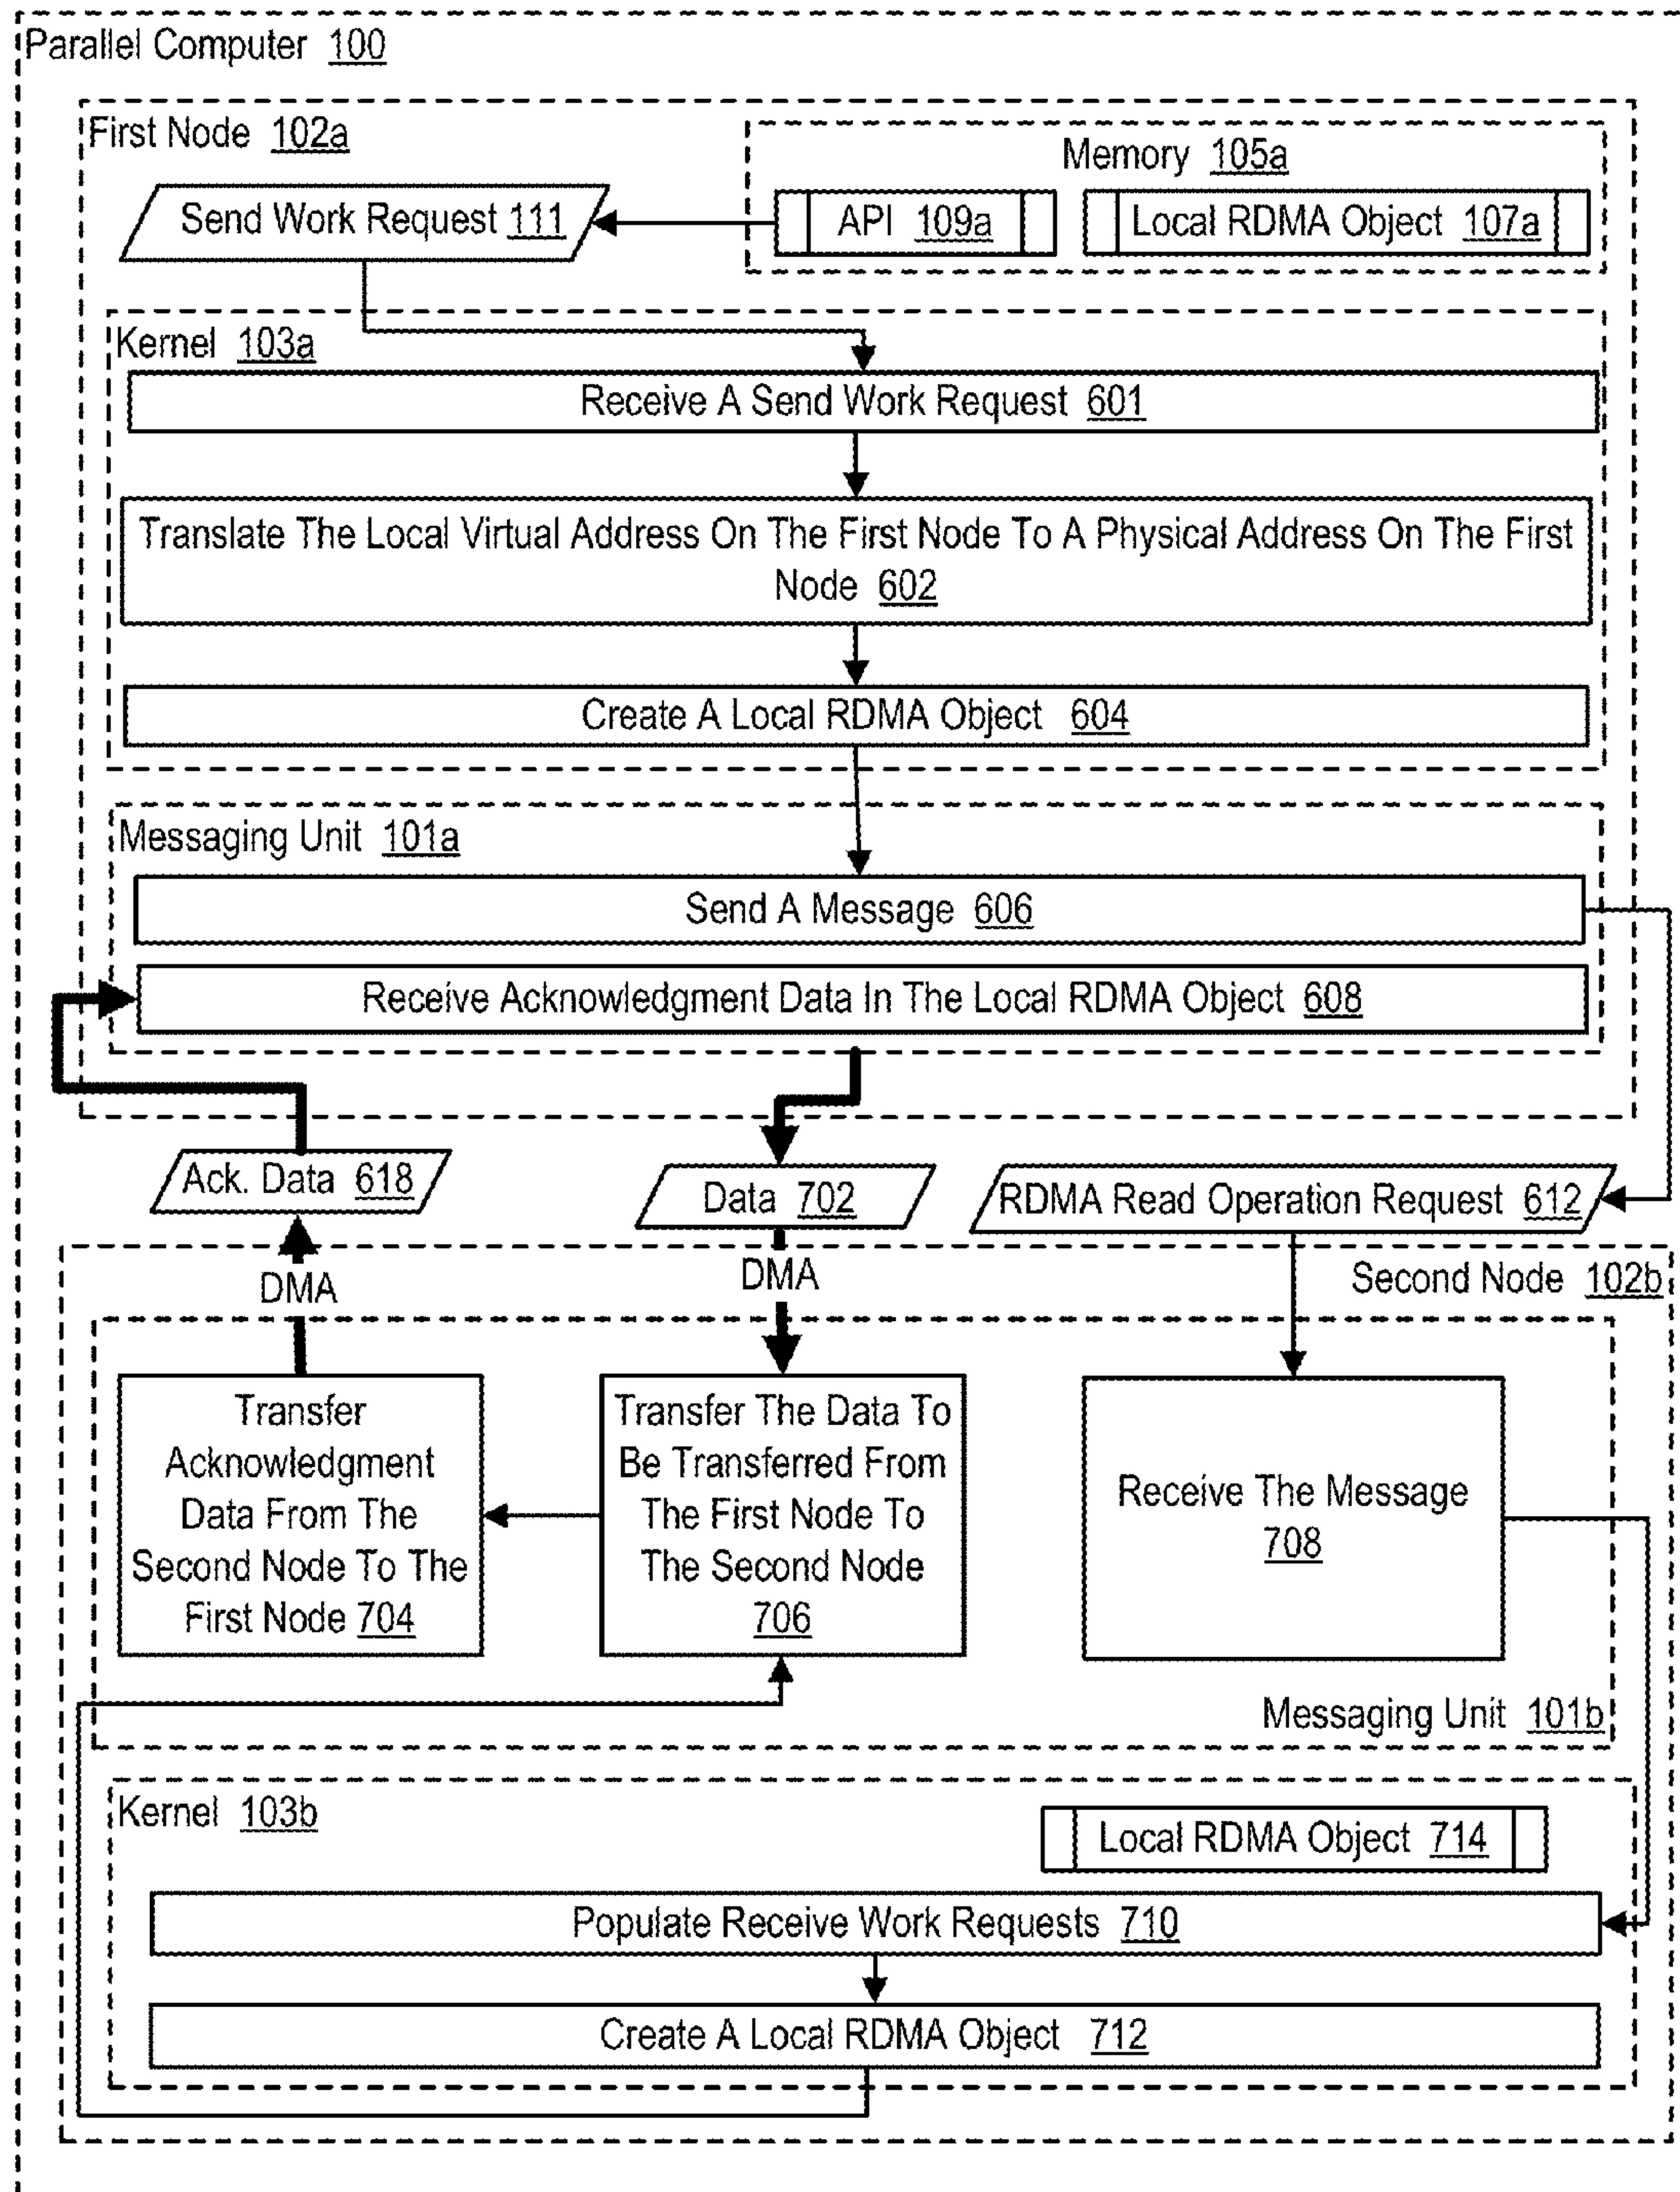 Parallel Computer 100
First Node 102a
Memory 105a
Send Work Request 111
API 109a
Local RDMA Object 107a
Kernel 103a
Receive A Send Work Request 601
Translate The Local Virtual Address On The First Node To A Physical Address On The First
Node 602
Create A Local RDMA Object 604
Messaging Unit 101a
Send A Message 606
Receive Acknowledgment Data In The Local RDMA Object 608
Ack. Data 618
Data 702
RDMA Read Operation Request 612
DMA
DMA
Second Node 102b
Transfer
Acknowledgment
Data From The
Second Node To The
First Node 704
Transfer The Data To
Be Transferred From
The First Node To
The Second Node
706
Receive The Message
708
Messaging Unit 101b
Kernel 103b
Local RDMA Object 714
Populate Receive Work Requests 710
Create A Local RDMA Object 712